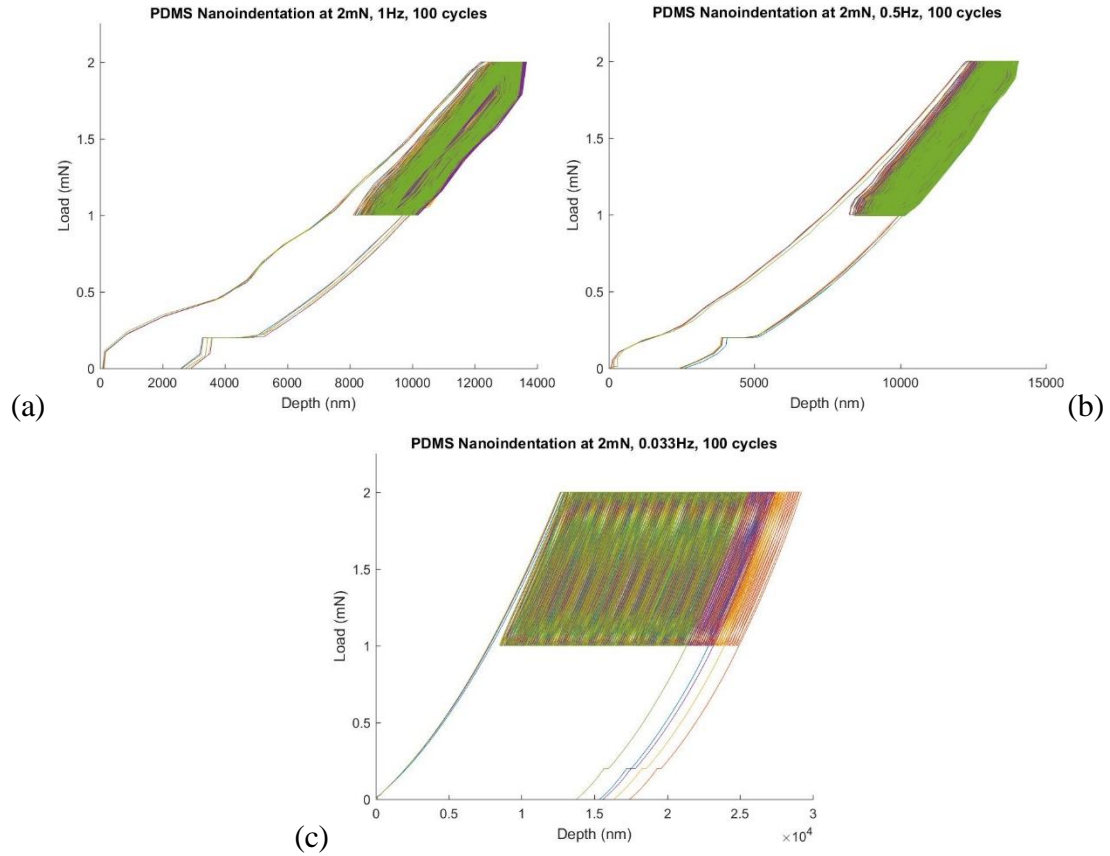 PDMS Nanoindentation at 2mN, 1Hz, 100 cycles
2
1.5
1
0.5
0
Load (mN)
0 2000 4000 6000 8000 10000 12000 14000
Depth (nm)
(a)
PDMS Nanoindentation at 2mN, 0.5Hz, 100 cycles
2
1.5
1
0.5
0
Load (mN)
0 5000 10000 15000
Depth (nm)
(b)
PDMS Nanoindentation at 2mN, 0.033Hz, 100 cycles
2
1.5
1
0.5
0
Load (mN)
0 0.5 1 1.5 2 2.5 3
Depth (nm)
×10⁴
(c)